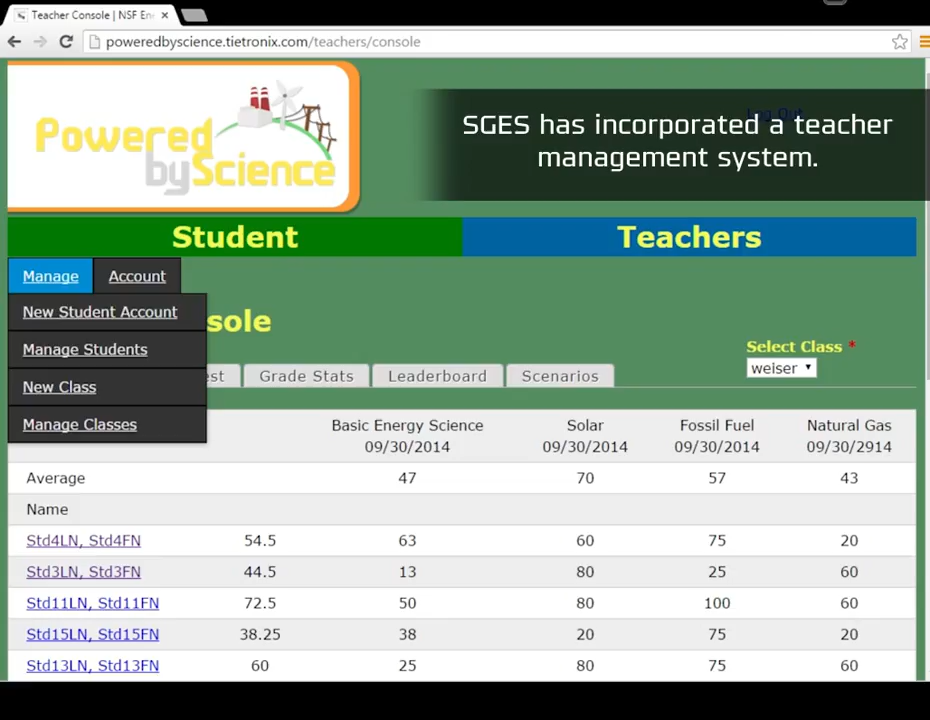 Teacher Console | NSF En
poweredbyscience.tietronix.com/teachers/console
Powered
byScience
Log Out
SGES has incorporated a teacher
management system.
Student
Teachers
Manage
Account
New Student Account
Manage Students
New Class
Manage Classes
sole
Select Class *
weiser
est
Grade Stats
Leaderboard
Scenarios
Basic Energy Science Solar Fossil Fuel Natural Gas
09/30/2014 09/30/2014 09/30/2014 09/30/2914
Average 47 70 57 43
Name
Std4LN, Std4FN 54.5 63 60 75 20
Std3LN, Std3FN 44.5 13 80 25 60
Std11LN, Std11FN 72.5 50 80 100 60
Std15LN, Std15FN 38.25 38 20 75 20
Std13LN, Std13FN 60 25 80 75 60